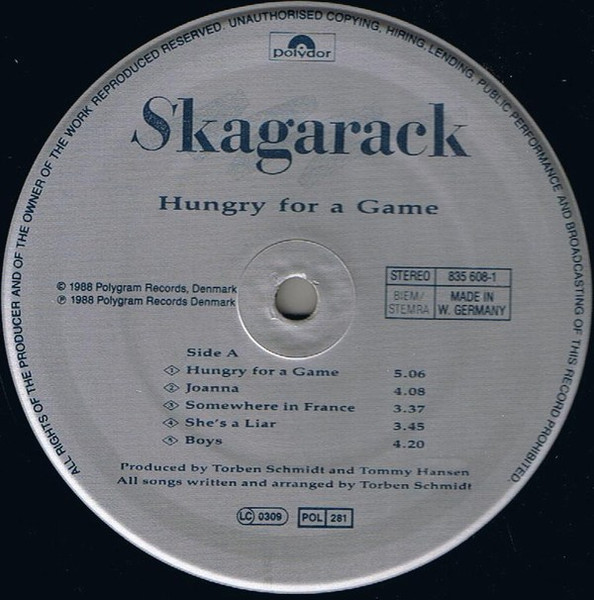 ALL RIGHTS OF THE PRODUCER AND OF THE OWNER OF THE WORK REPRODUCED RESERVED. UNAUTHORISED COPYING, HIRING, LENDING, PUBLIC PERFORMANCE AND BROADCASTING OF THIS RECORD PROHIBITED
polydor
Skagarack
Hungry for a Game
© 1988 Polygram Records, Denmark
℗ 1988 Polygram Records Denmark
STEREO 835 608-1
BIEM/STEMRA MADE IN W. GERMANY
Side A
1 Hungry for a Game 5.06
2 Joanna 4.08
3 Somewhere in France 3.37
4 She's a Liar 3.45
5 Boys 4.20
Produced by Torben Schmidt and Tommy Hansen
All songs written and arranged by Torben Schmidt
LC 0309 POL 281